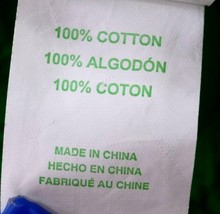 100% COTTON
100% ALGODÓN
100% COTON
MADE IN CHINA
HECHO EN CHINA
FABRIQUÉ AU CHINE